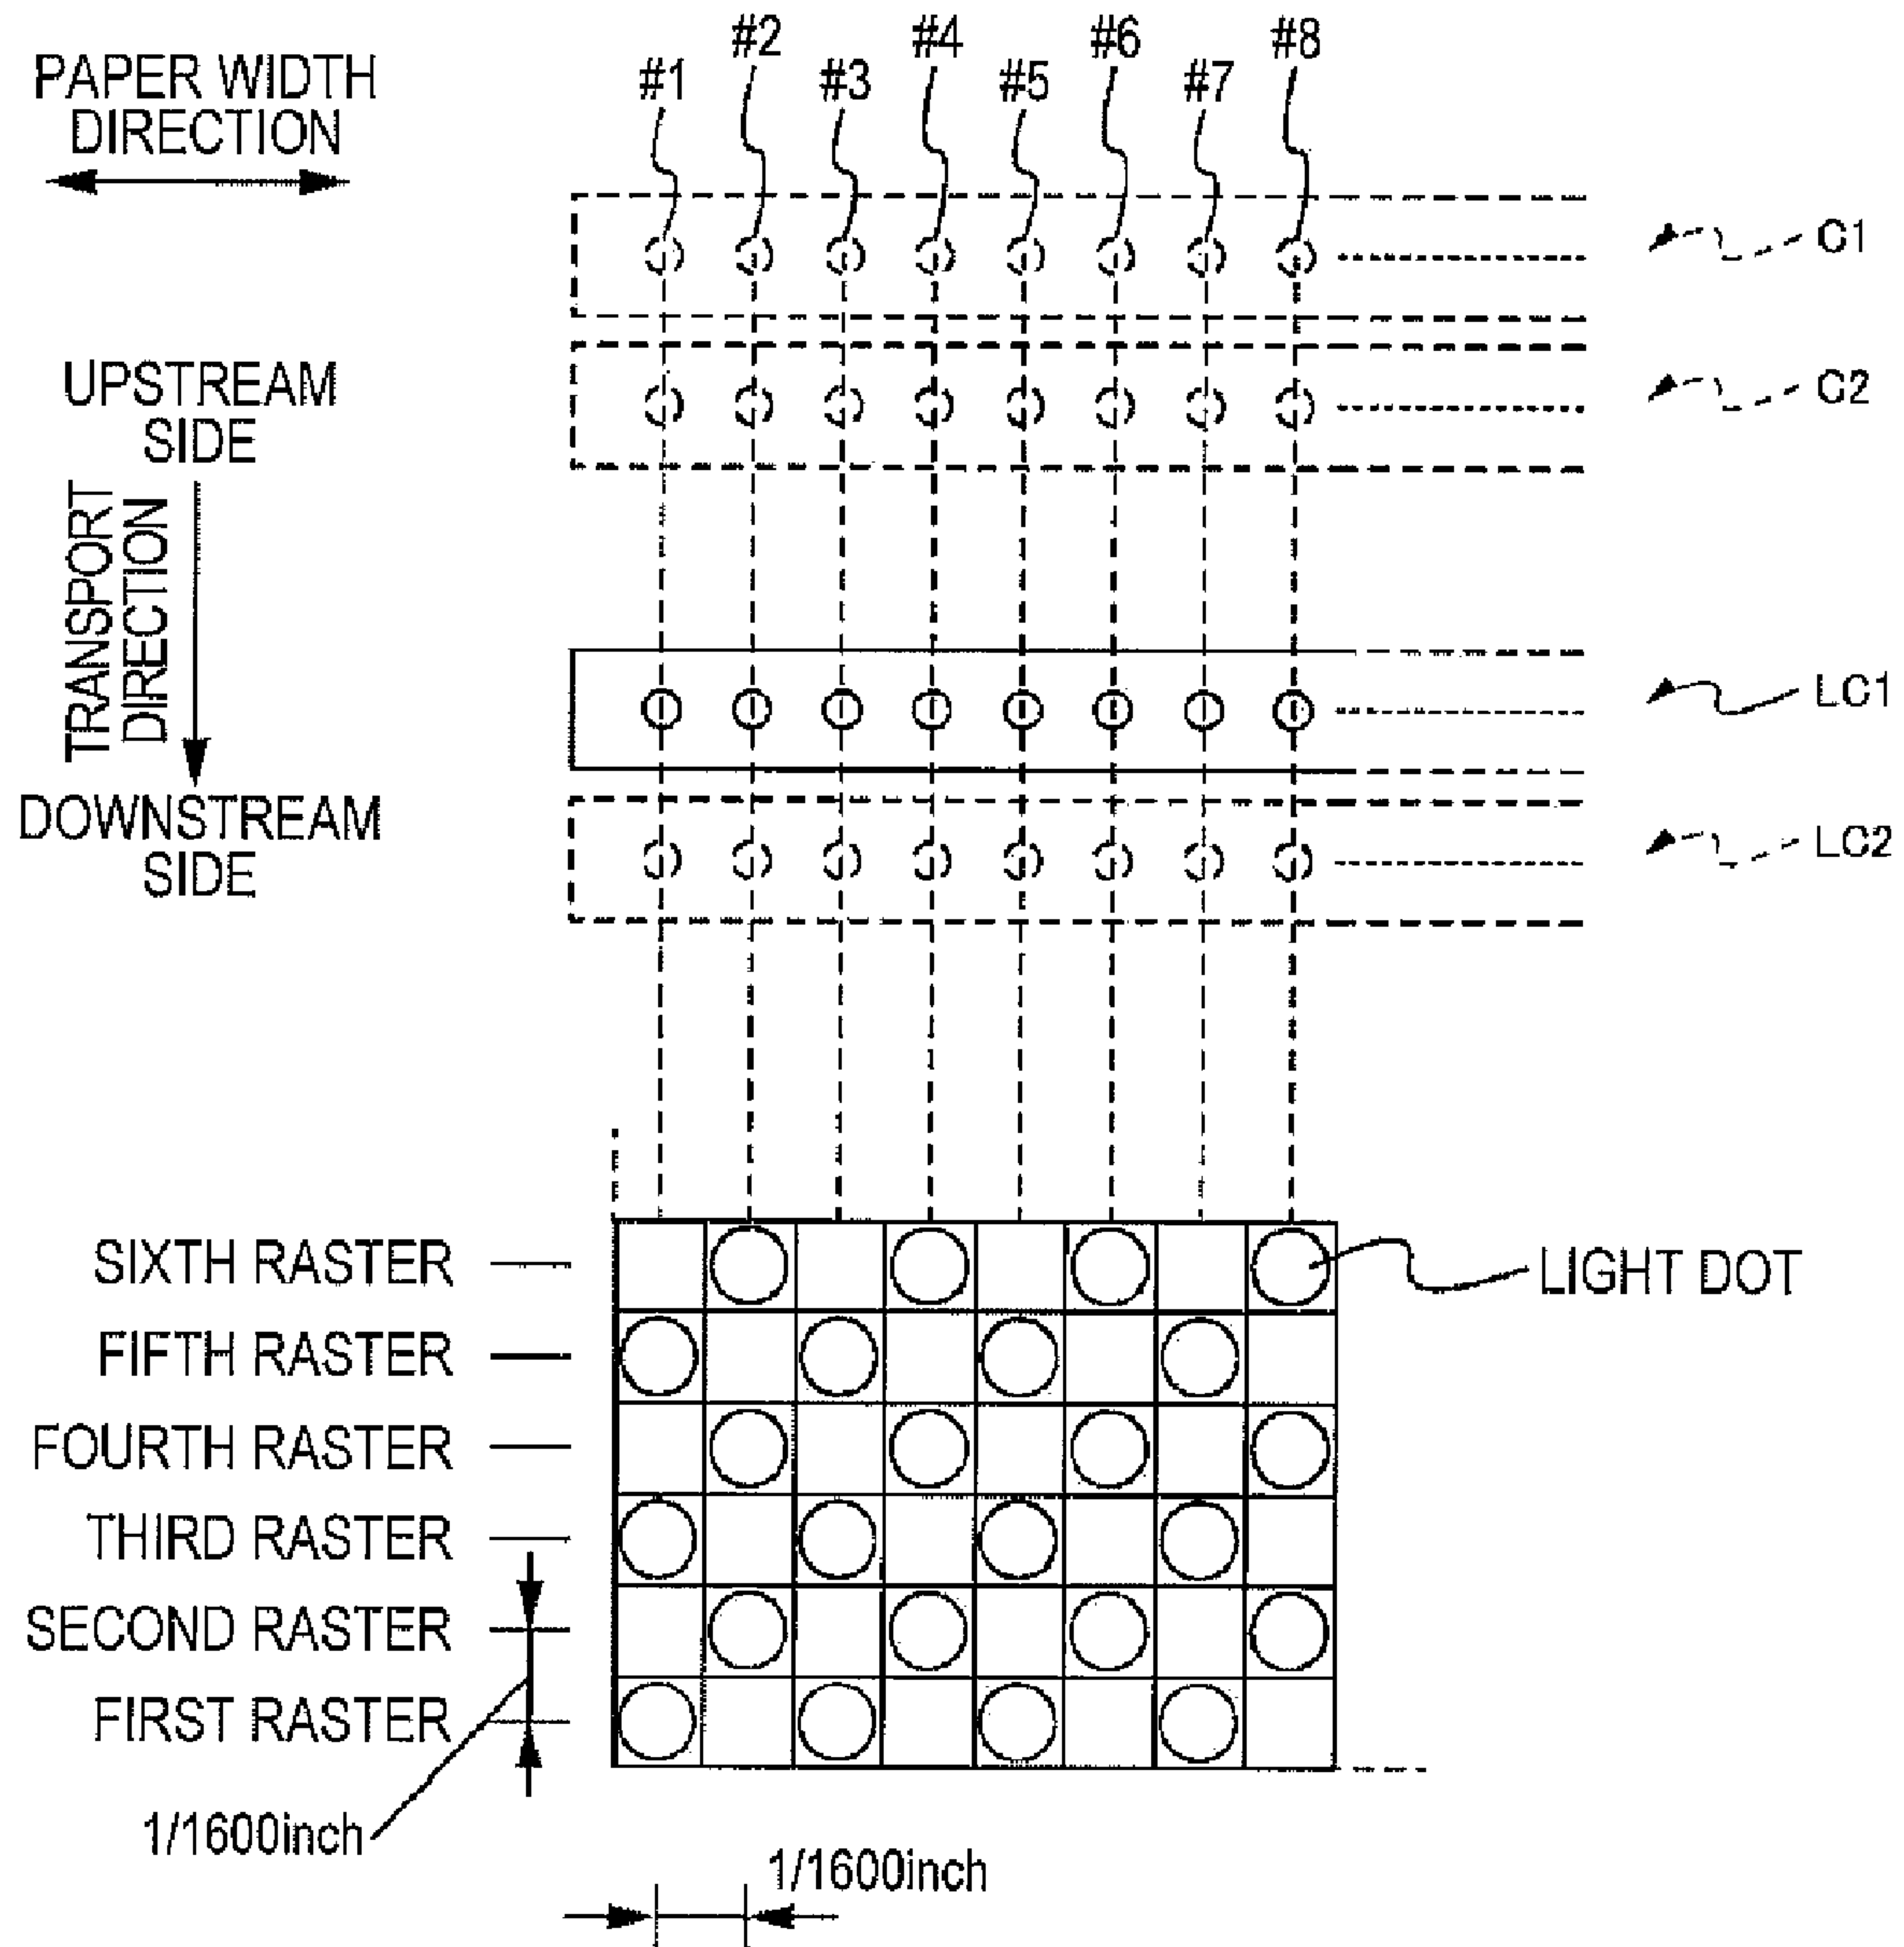 #2
#4
#6
#8
#1
#3
#5
#7
PAPER WIDTH
DIRECTION
C1
UPSTREAM
SIDE
C2
TRANSPORT
DIRECTION
LC1
DOWNSTREAM
SIDE
LC2
SIXTH RASTER
LIGHT DOT
FIFTH RASTER
FOURTH RASTER
THIRD RASTER
SECOND RASTER
FIRST RASTER
1/1600inch
1/1600inch